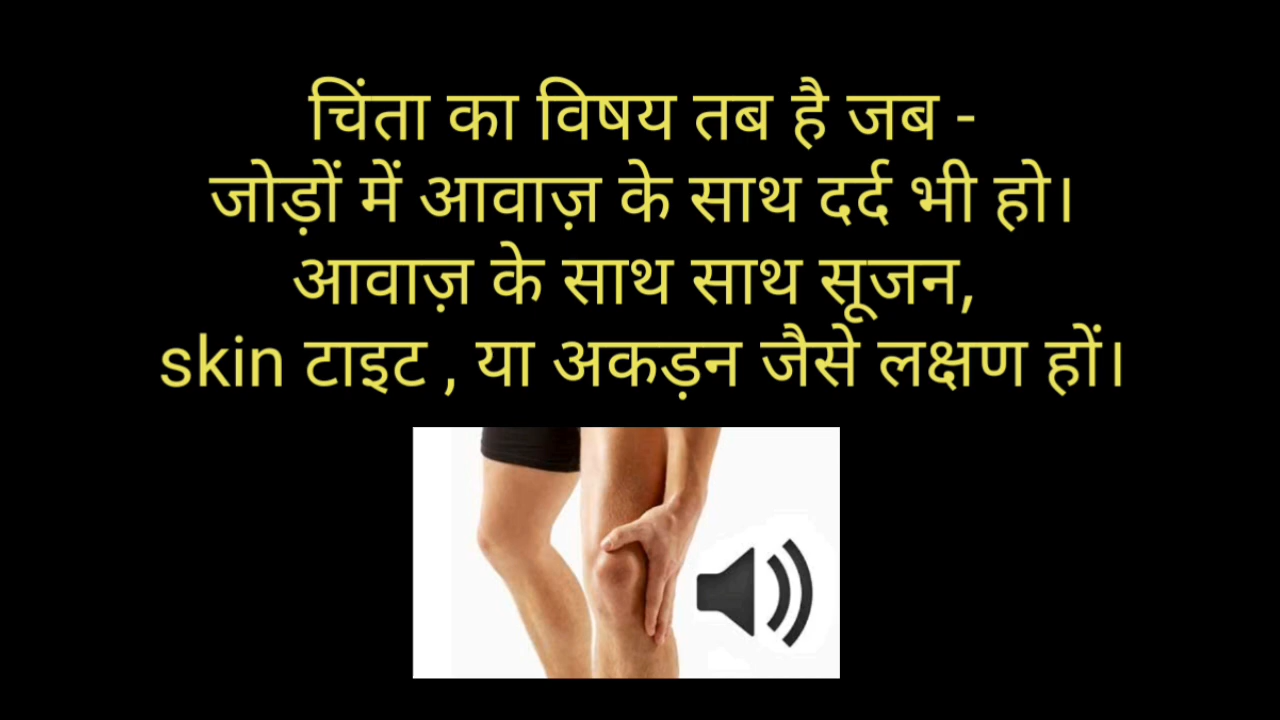 चिंता का विषय तब है जब -
जोड़ों में आवाज़ के साथ दर्द भी हो।
आवाज़ के साथ साथ सूजन,
skin टाइट , या अकड़न जैसे लक्षण हों।